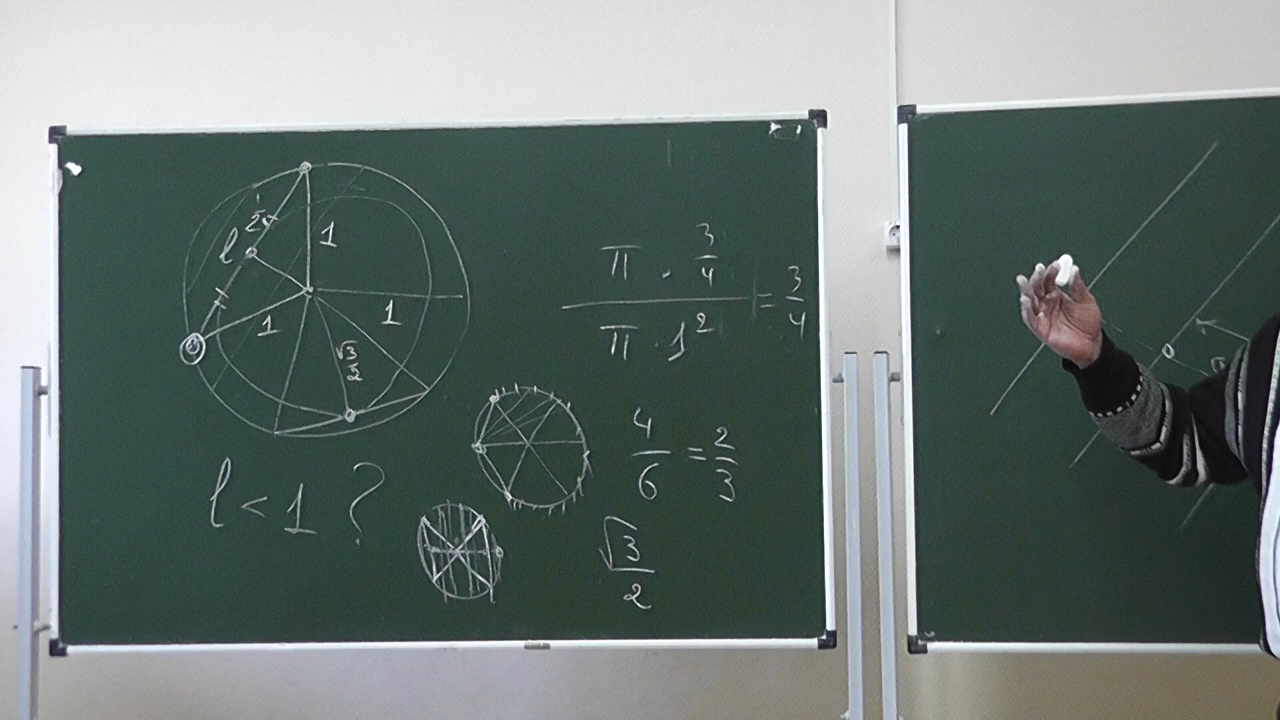 1
l
1
1
√3/2
l < 1 ?
π · 3/4 / π · 1² = 3/4
4/6 = 2/3
√3/2